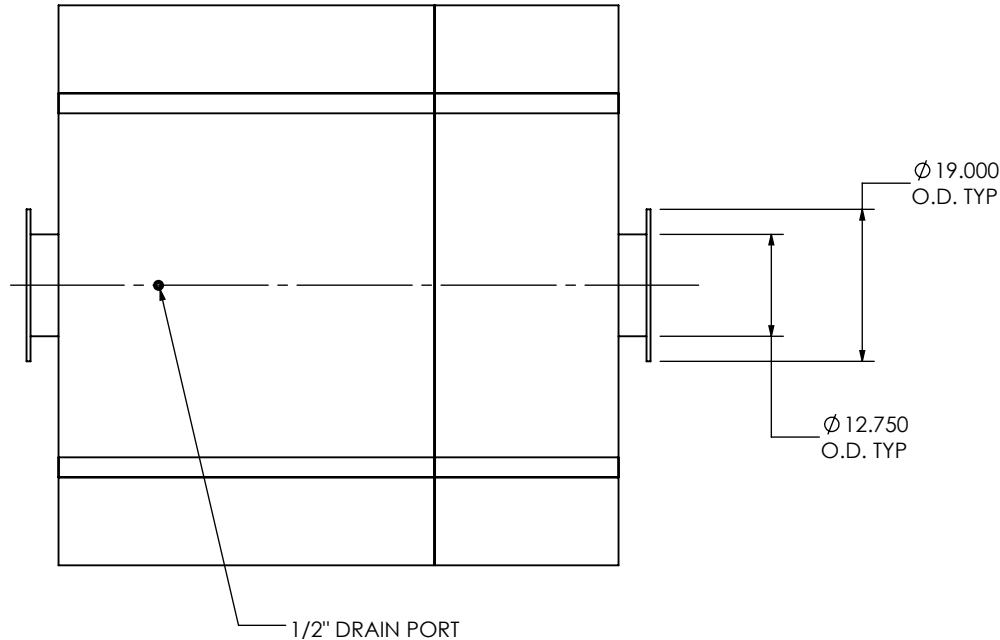 ⌀19.000
O.D. TYP
⌀12.750
O.D. TYP
1/2" DRAIN PORT